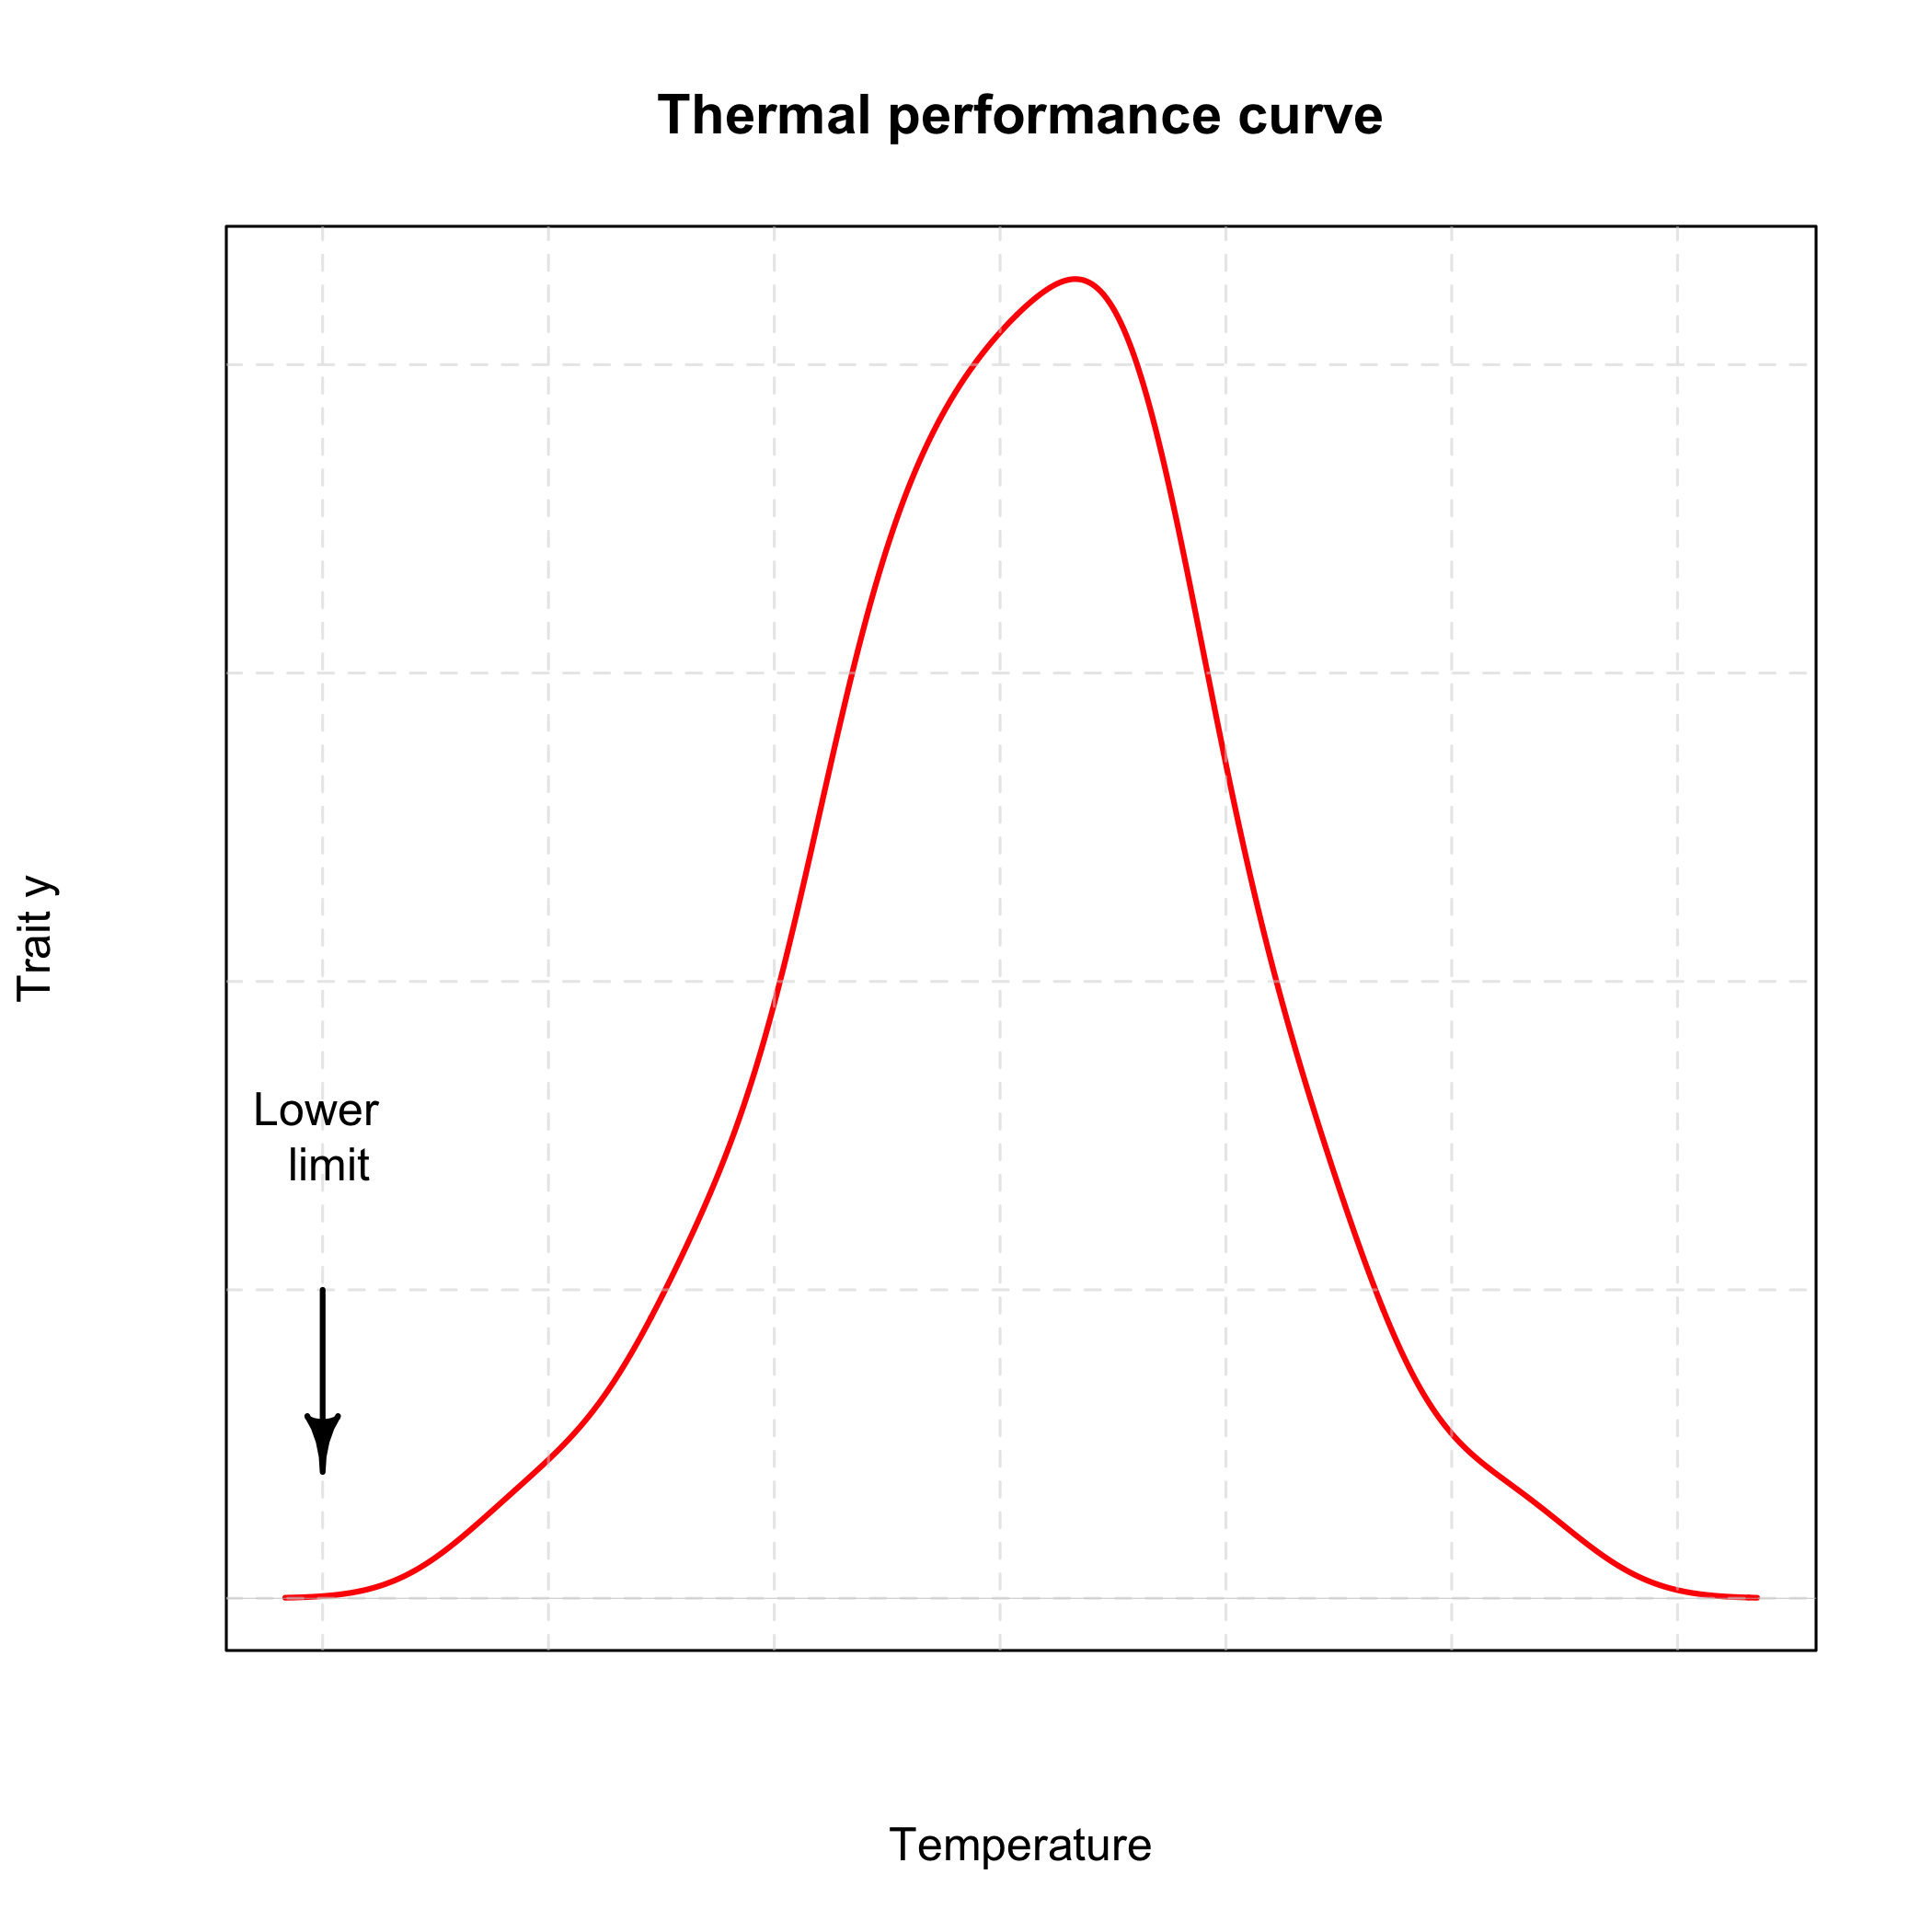 Thermal performance curve
Trait y
Lower
limit
Temperature